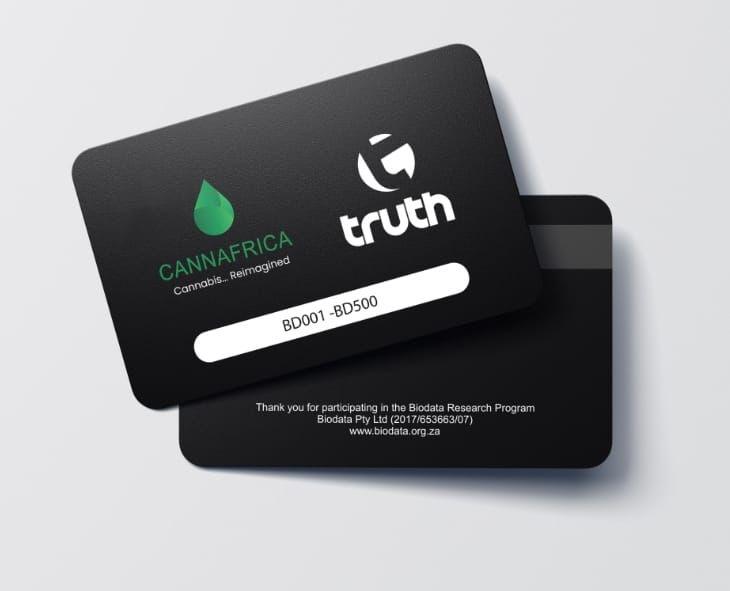 CANNAFRICA
Cannabis... Reimagined
truth
BD001 -BD500
Thank you for participating in the Biodata Research Program
Biodata Pty Ltd (2017/653663/07)
www.biodata.org.za